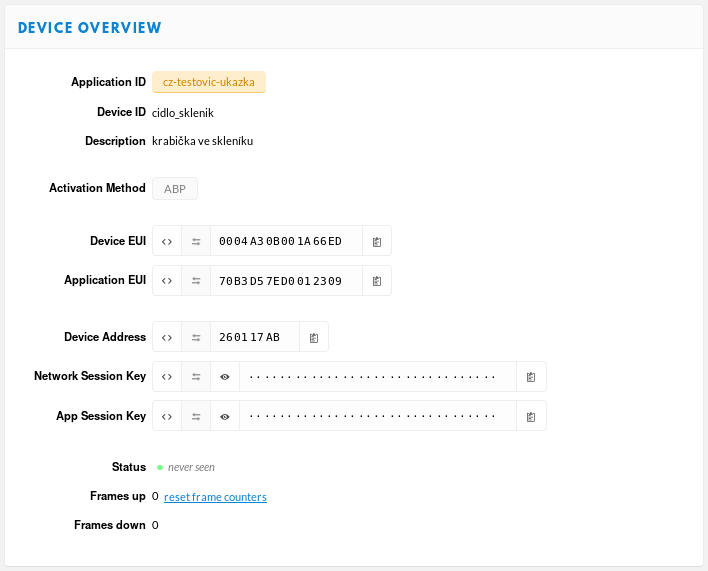 DEVICE OVERVIEW
Application ID cz-testovic-ukazka
Device ID cidlo_sklenik
Description krabička ve skleníku
Activation Method ABP
Device EUI <> 0004A30B001A66ED
Application EUI <> 70B3D57ED0012309
Device Address <> 260117AB
Network Session Key <> ································
App Session Key <> ································
Status never seen
Frames up 0 reset frame counters
Frames down 0